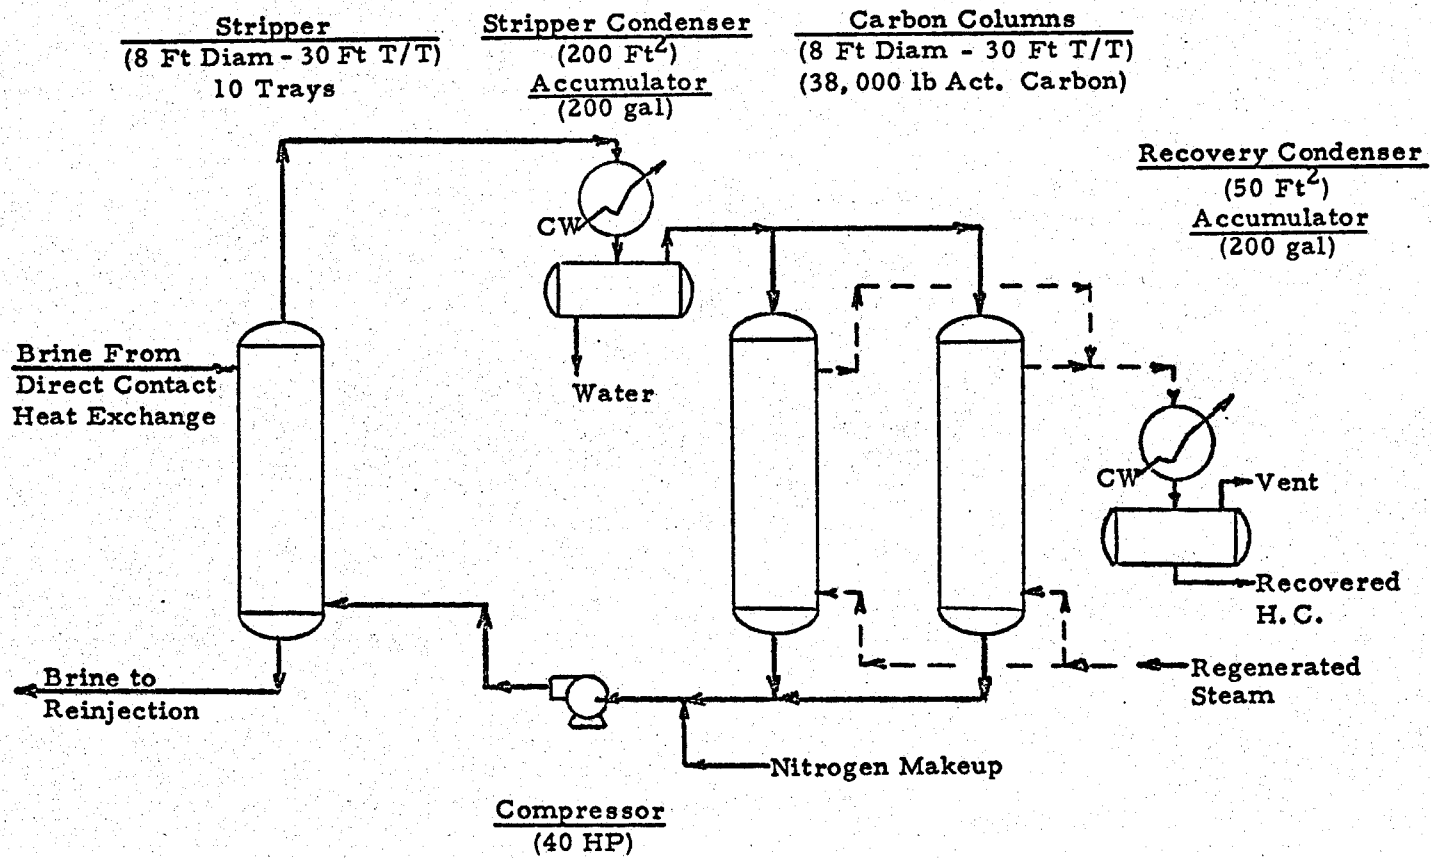 Stripper
(8 Ft Diam - 30 Ft T/T)
10 Trays
Stripper Condenser
(200 Ft2)
Accumulator
(200 gal)
Carbon Columns
(8 Ft Diam - 30 Ft T/T)
(38,000 lb Act. Carbon)
Recovery Condenser
(50 Ft2)
Accumulator
(200 gal)
CW
Brine From
Direct Contact
Heat Exchange
Water
CW
Vent
Recovered
H. C.
Regenerated
Steam
Brine to
Reinjection
Nitrogen Makeup
Compressor
(40 HP)